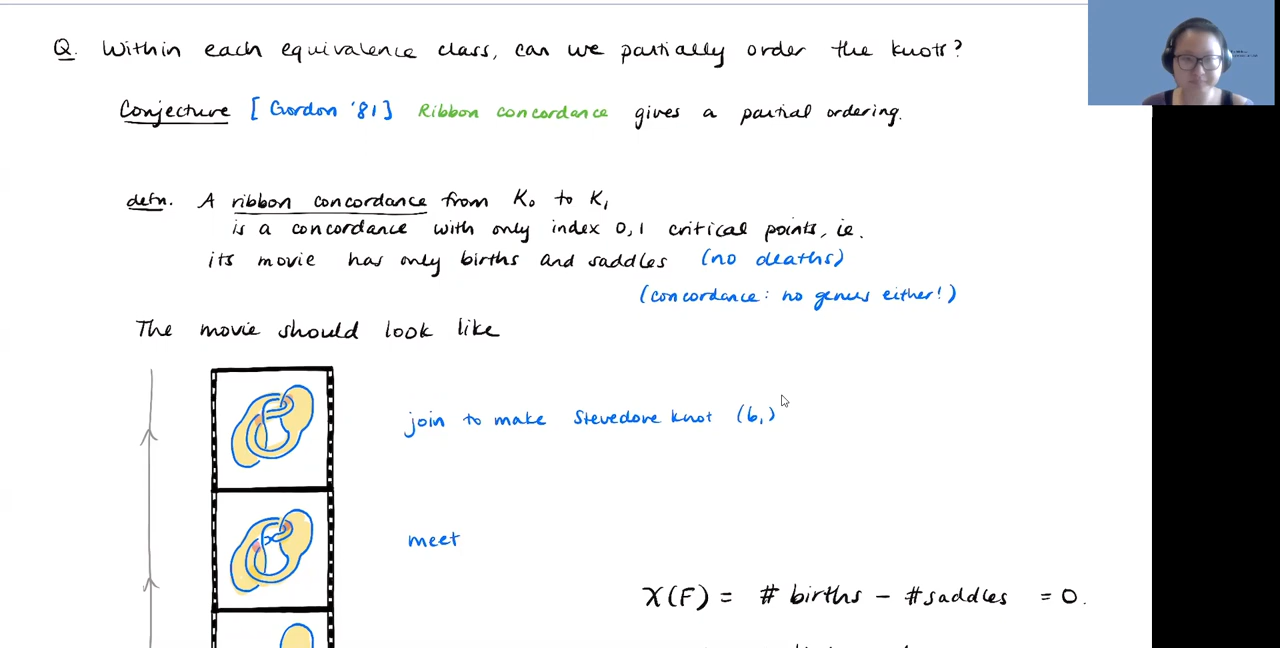 Q. Within each equivalence class, can we partially order the knots?
Conjecture [Gordon '81] Ribbon concordance gives a partial ordering.
defn. A ribbon concordance from K₀ to K₁
is a concordance with only index 0,1 critical points, ie.
its movie has only births and saddles (no deaths)
(concordance: no genus either!)
The movie should look like
join to make Stevedore knot (6₁)
meet
χ(F) = # births − #saddles = 0.